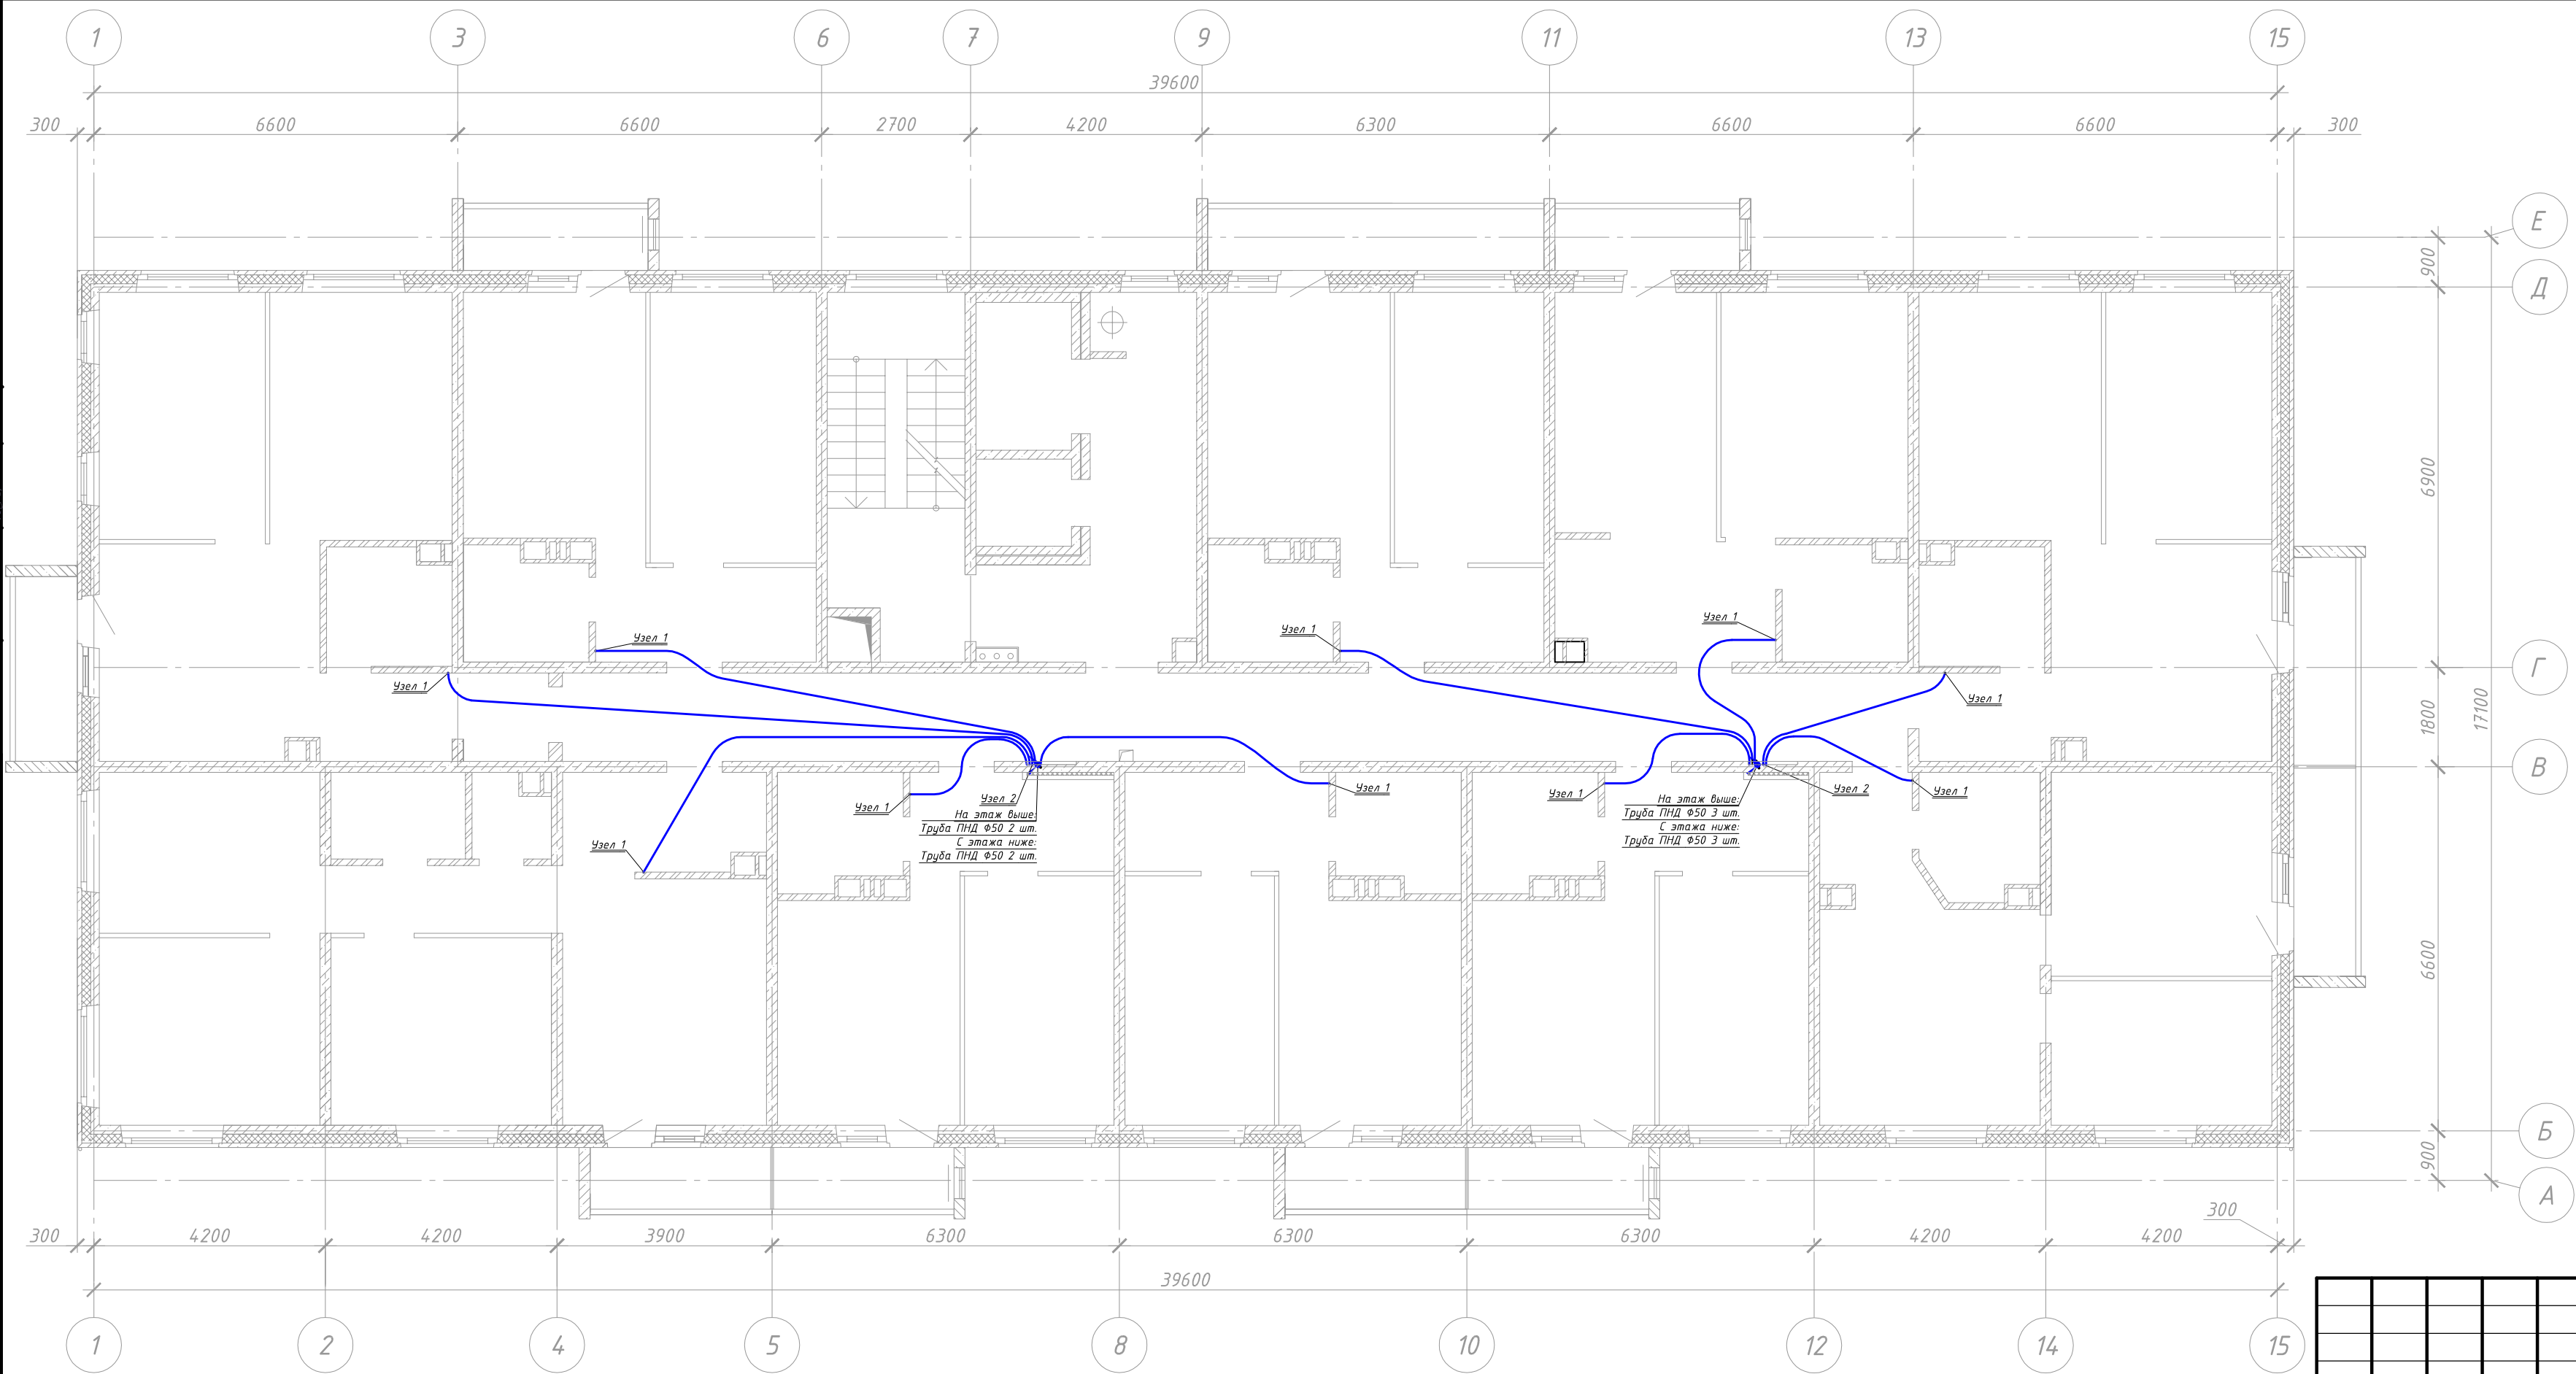 1 3 6 7 9 11 13 15
39600
300 6600 6600 2700 4200 6300 6600 6600 300
Е
900
Д
6900
Узел 1
Узел 1
Узел 1
Г
Узел 1
Узел 1
1800
17100
В
Узел 1
Узел 1
Узел 2
На этаж выше:
Труба ПНД Ф50 2 шт.
С этажа ниже:
Труба ПНД Ф50 2 шт.
Узел 1
Узел 1
На этаж выше:
Труба ПНД Ф50 3 шт.
С этажа ниже:
Труба ПНД Ф50 3 шт.
Узел 2
Узел 1
6600
Б
900
А
300 4200 4200 3900 6300 6300 6300 4200 4200 300
39600
1 2 4 5 8 10 12 14 15